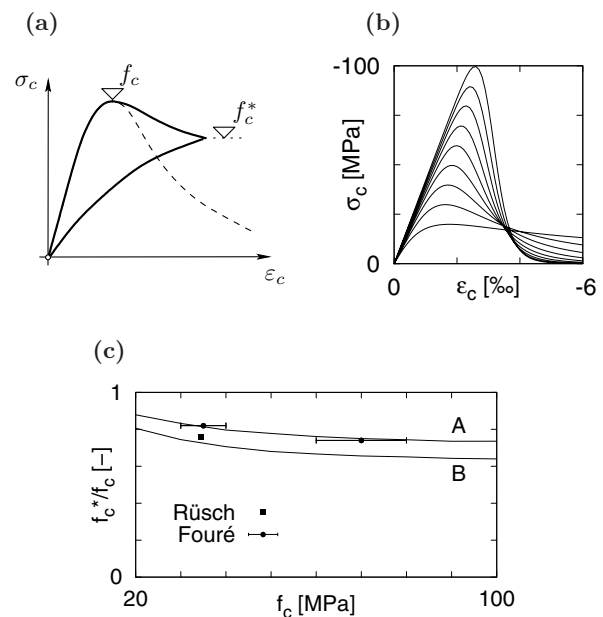 (a)
σc
fc
fc*
εc
(b)
-100
σc [MPa]
0
0
εc [‰]
-6
(c)
1
fc*/fc [–]
A
B
Rüsch
Fouré
0
20
fc [MPa]
100